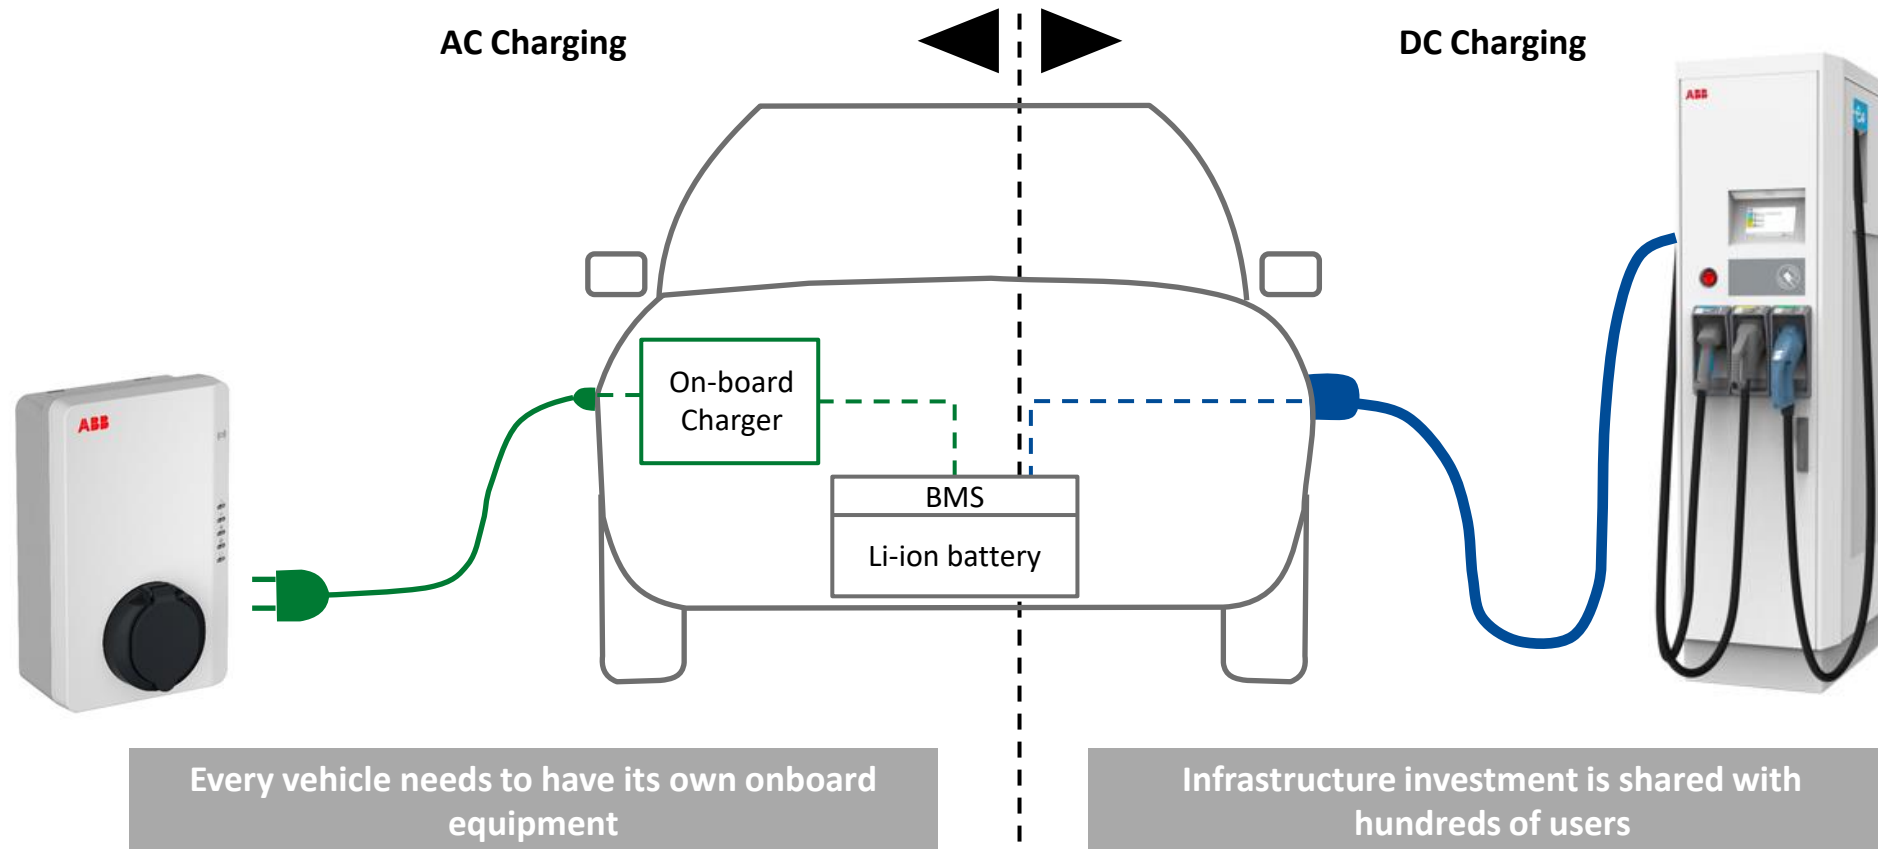 AC Charging
DC Charging
ABB
ABB
On-board
Charger
BMS
Li-ion battery
Every vehicle needs to have its own onboard
equipment
Infrastructure investment is shared with
hundreds of users